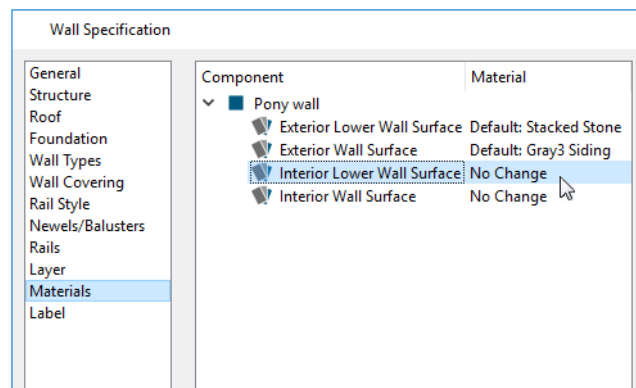 Wall Specification
General
Structure
Roof
Foundation
Wall Types
Wall Covering
Rail Style
Newels/Balusters
Rails
Layer
Materials
Label
Component Material
Pony wall
Exterior Lower Wall Surface Default: Stacked Stone
Exterior Wall Surface Default: Gray3 Siding
Interior Lower Wall Surface No Change
Interior Wall Surface No Change